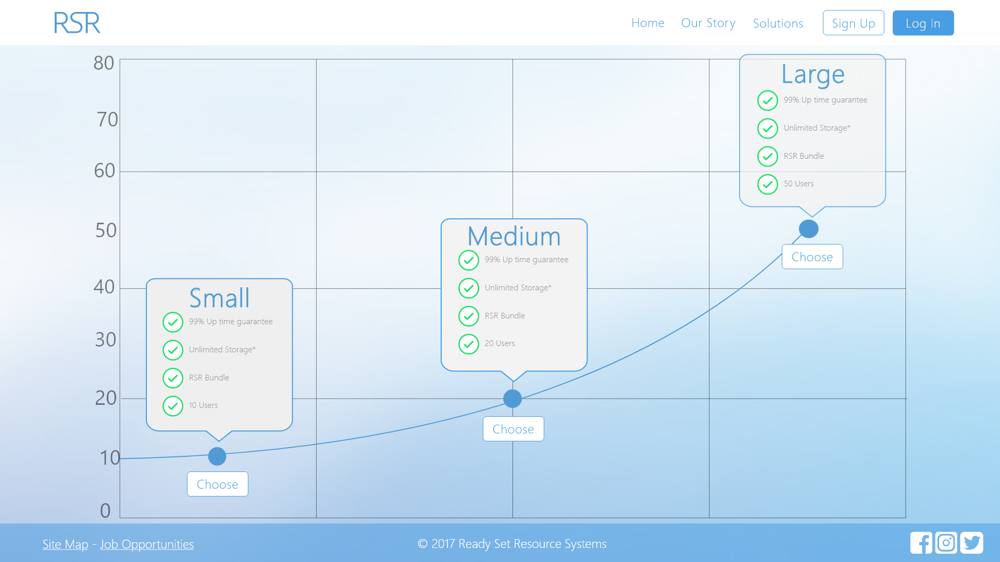 RSR
Home
Our Story
Solutions
Sign Up
Log In
80
70
60
50
40
30
20
10
0
Small
99% Up time guarantee
Unlimited Storage*
RSR Bundle
10 Users
Choose
Medium
99% Up time guarantee
Unlimited Storage*
RSR Bundle
20 Users
Choose
Large
99% Up time guarantee
Unlimited Storage*
RSR Bundle
50 Users
Choose
Site Map - Job Opportunities
© 2017 Ready Set Resource Systems